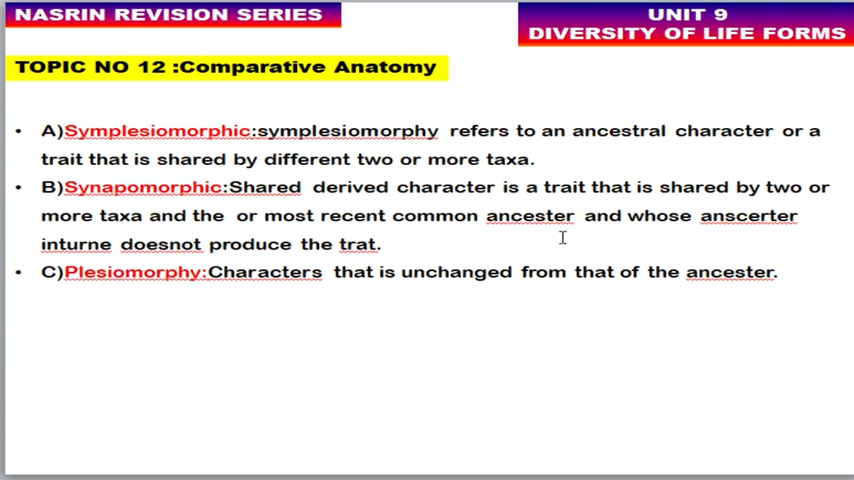 NASRIN REVISION SERIES
UNIT 9
DIVERSITY OF LIFE FORMS
TOPIC NO 12 :Comparative Anatomy
• A)Symplesiomorphic:symplesiomorphy refers to an ancestral character or a
trait that is shared by different two or more taxa.
• B)Synapomorphic:Shared derived character is a trait that is shared by two or
more taxa and the or most recent common ancester and whose anscerter
inturne doesnot produce the trat.
• C)Plesiomorphy:Characters that is unchanged from that of the ancester.